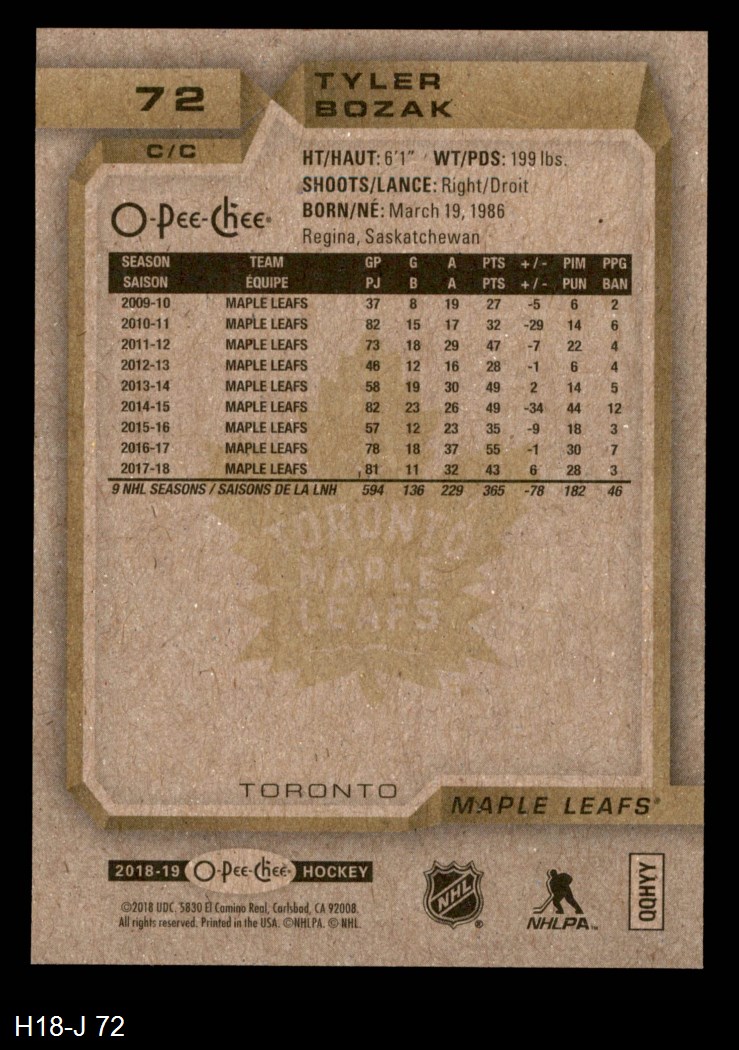 72
TYLER
BOZAK
C/C
HT/HAUT: 6'1" WT/PDS: 199 lbs.
SHOOTS/LANCE: Right/Droit
BORN/NÉ: March 19, 1986
Regina, Saskatchewan
O-Pee-Chee
SEASON TEAM GP G A PTS +/- PIM PPG
SAISON ÉQUIPE PJ B A PTS +/- PUN BAN
2009-10 MAPLE LEAFS 37 8 19 27 -5 6 2
2010-11 MAPLE LEAFS 82 15 17 32 -29 14 6
2011-12 MAPLE LEAFS 73 18 29 47 -7 22 4
2012-13 MAPLE LEAFS 46 12 16 28 -1 6 4
2013-14 MAPLE LEAFS 58 19 30 49 2 14 5
2014-15 MAPLE LEAFS 82 23 26 49 -34 44 12
2015-16 MAPLE LEAFS 57 12 23 35 -9 18 3
2016-17 MAPLE LEAFS 78 18 37 55 -1 30 7
2017-18 MAPLE LEAFS 81 11 32 43 6 28 3
9 NHL SEASONS / SAISONS DE LA LNH 594 136 229 365 -78 182 46
TORONTO
MAPLE
LEAFS
TORONTO
MAPLE LEAFS®
2018-19 O-Pee-Chee® HOCKEY
©2018 UDC. 5830 El Camino Real, Carlsbad, CA 92008.
All rights reserved. Printed in the USA. ©NHLPA. © NHL.
NHL®
NHLPA™
QQHYY
H18-J 72